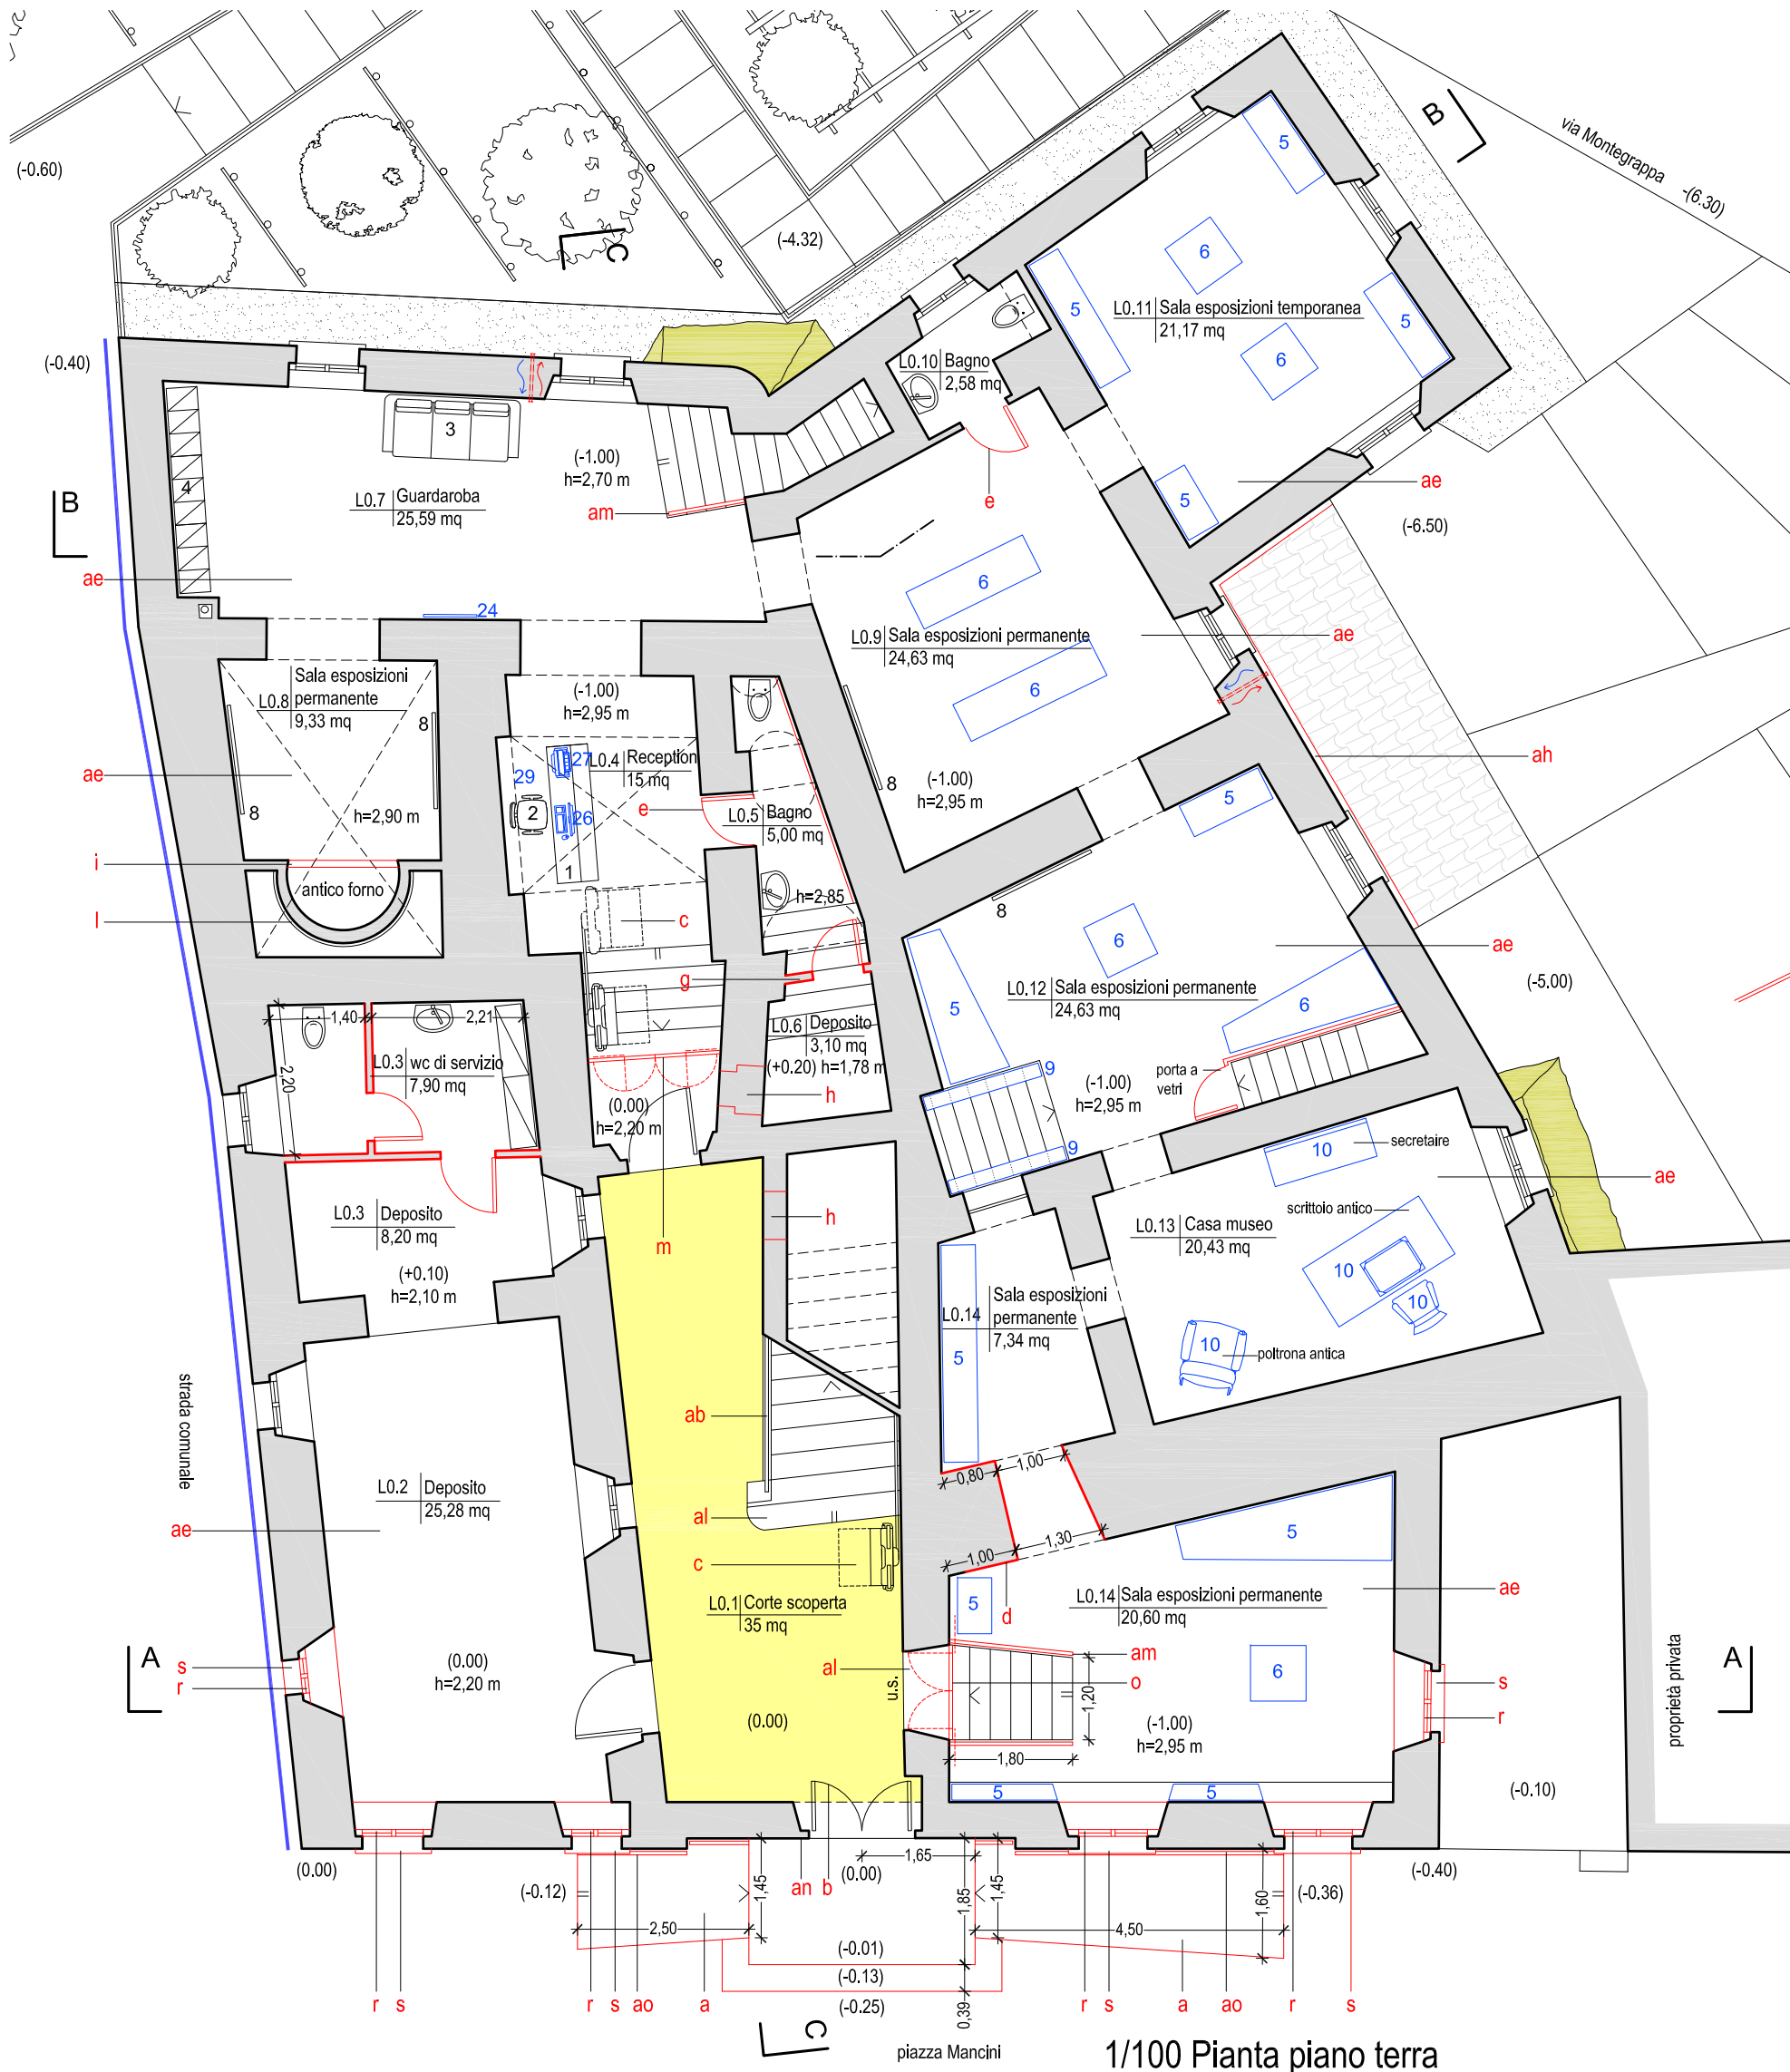 (-0.60)
B
via Montegrappa
-(6.30)
C
(-4.32)
5
6
5
L0.11 Sala esposizioni temporanea
21,17 mq
5
6
(-0.40)
L0.10 Bagno
2,58 mq
3
4
(-1.00)
h=2,70 m
L0.7 Guardaroba
25,59 mq
am
e
5
ae
(-6.50)
B
ae
6
24
L0.9 Sala esposizioni permanente
24,63 mq
ae
6
Sala esposizioni
L0.8 permanente
9,33 mq
8
8
(-1.00)
h=2,95 m
ae
h=2,90 m
29
27
L0.4 Reception
15 mq
2
26
1
e
L0.5 Bagno
5,00 mq
8
(-1.00)
h=2,95 m
5
ah
i
antico forno
l
h=2,85
c
8
6
ae
g
(-5.00)
5
L0.12 Sala esposizioni permanente
24,63 mq
6
1,40
2,21
2,20
L0.3 wc di servizio
7,90 mq
L0.6 Deposito
3,10 mq
(+0.20) h=1,78 m
h
9
(-1.00)
h=2,95 m
porta a
vetri
(0.00)
h=2,20 m
9
10
secretaire
ae
L0.3 Deposito
8,20 mq
h
m
scrittoio antico
L0.13 Casa museo
20,43 mq
10
10
(+0.10)
h=2,10 m
Sala esposizioni
L0.14 permanente
7,34 mq
5
10
poltrona antica
strada comunale
ab
L0.2 Deposito
25,28 mq
ae
al
0,80
1,00
5
c
1,00
1,30
L0.1 Corte scoperta
35 mq
5
d
L0.14 Sala esposizioni permanente
20,60 mq
ae
A
s
r
(0.00)
h=2,20 m
al
u.s.
am
o
6
1,20
s
r
proprietà privata
A
(0.00)
(-1.00)
h=2,95 m
1,80
5
5
(-0.10)
(0.00)
(-0.12)
1,45
an
b
1,65
(0.00)
1,85
1,45
1,60
(-0.36)
(-0.40)
2,50
4,50
(-0.01)
(-0.13)
(-0.25)
0,39
r
s
r
s
ao
a
r
s
a
ao
r
s
C
piazza Mancini
1/100 Pianta piano terra